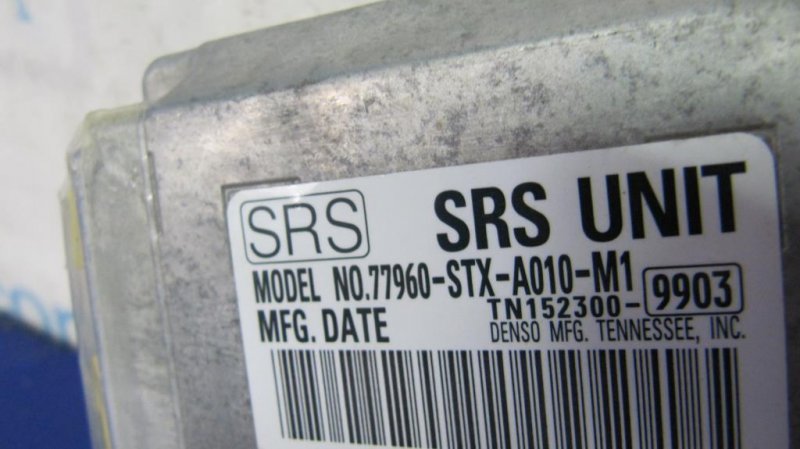 SRS SRS UNIT
MODEL NO.77960-STX-A010-M1
TN152300-9903
MFG. DATE DENSO MFG. TENNESSEE, INC.